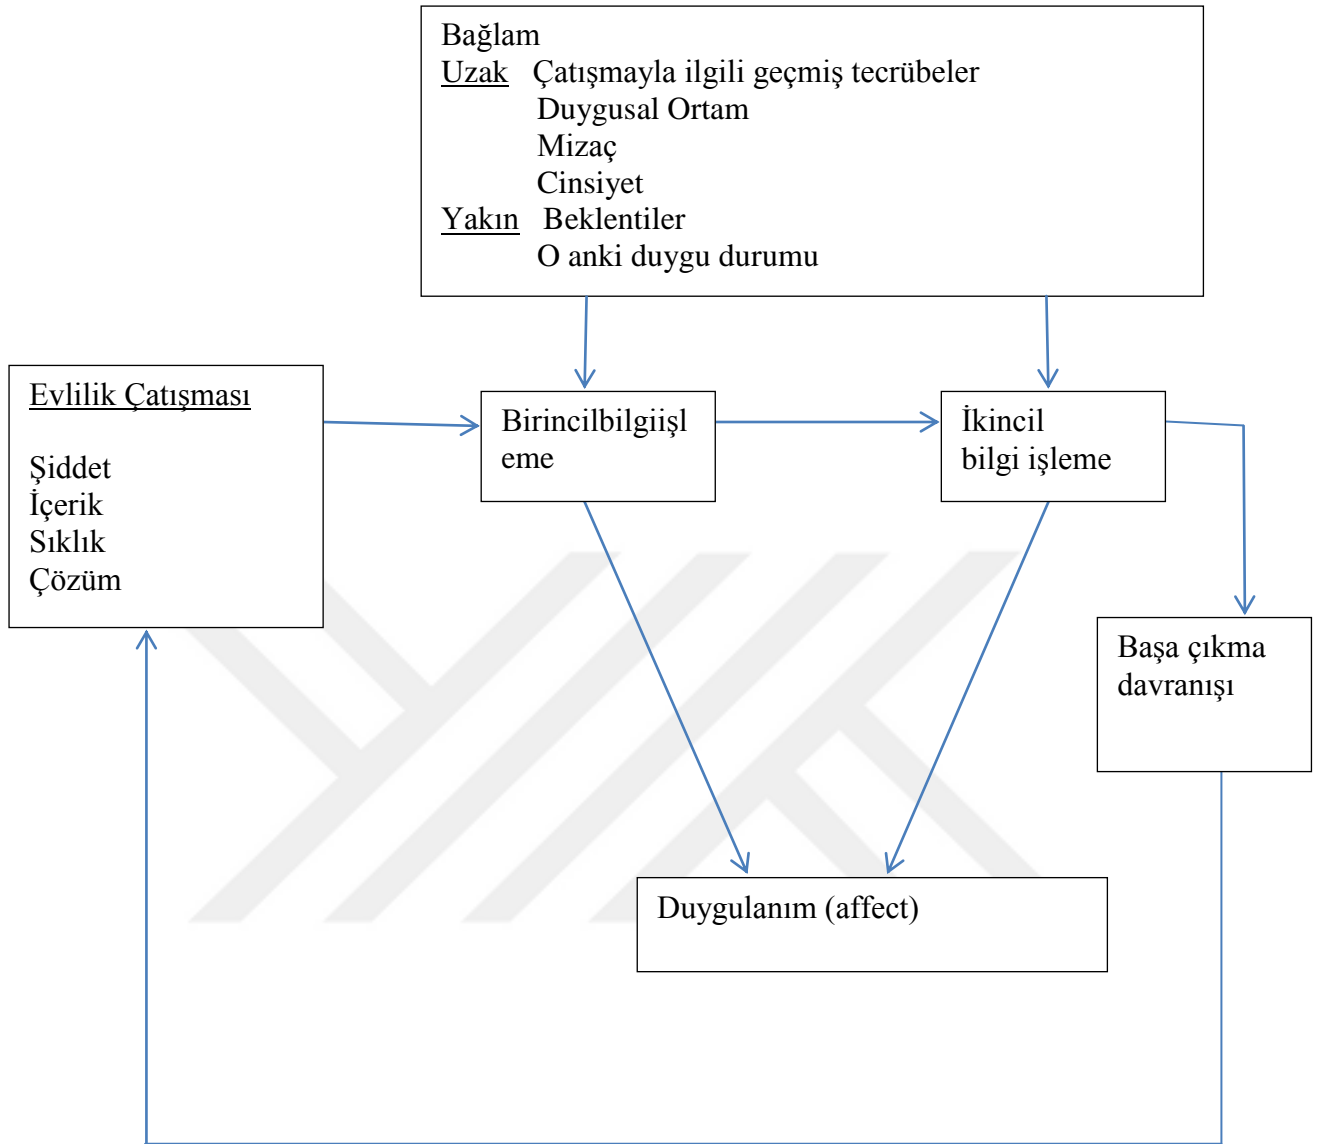 Bağlam
Uzak Çatışmayla ilgili geçmiş tecrübeler
Duygusal Ortam
Mizaç
Cinsiyet
Yakın Beklentiler
O anki duygu durumu
Evlilik Çatışması
Şiddet
İçerik
Sıklık
Çözüm
Birincilbilgiişl
eme
İkincil
bilgi işleme
Başa çıkma
davranışı
Duygulanım (affect)